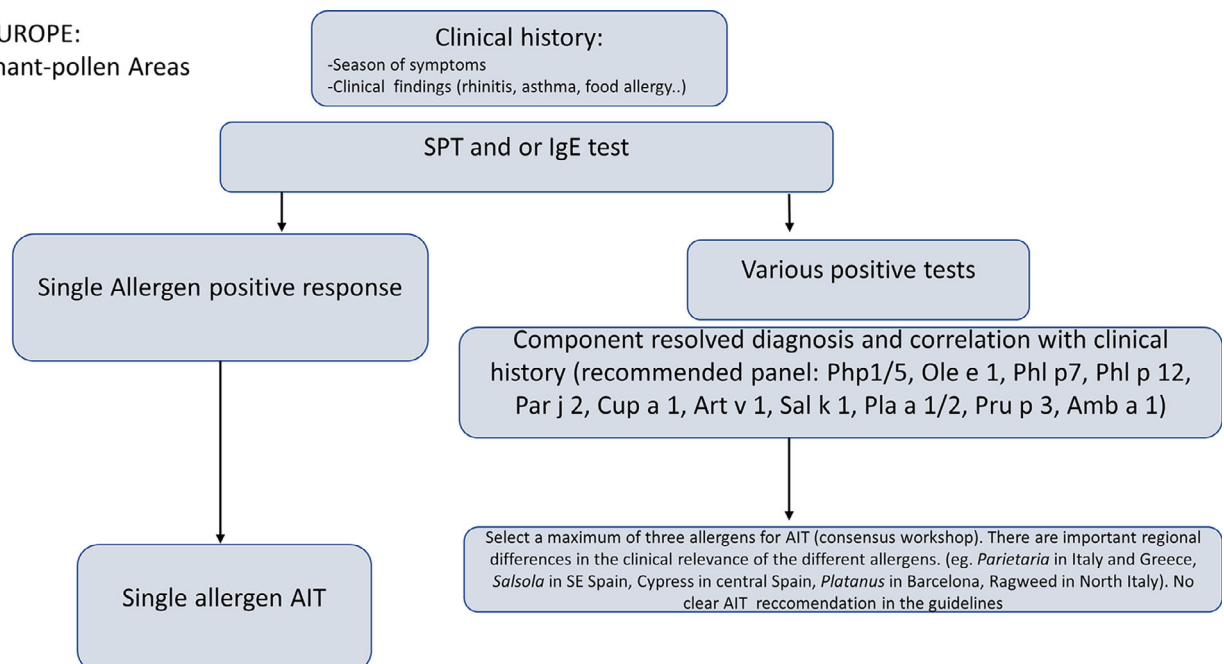 UROPE:
nant-pollen Areas
Clinical history:
-Season of symptoms
-Clinical findings (rhinitis, asthma, food allergy..)
SPT and or IgE test
Single Allergen positive response
Various positive tests
Component resolved diagnosis and correlation with clinical
history (recommended panel: Php1/5, Ole e 1, Phl p7, Phl p 12,
Par j 2, Cup a 1, Art v 1, Sal k 1, Pla a 1/2, Pru p 3, Amb a 1)
Single allergen AIT
Select a maximum of three allergens for AIT (consensus workshop). There are important regional
differences in the clinical relevance of the different allergens. (eg. Parietaria in Italy and Greece,
Salsola in SE Spain, Cypress in central Spain, Platanus in Barcelona, Ragweed in North Italy). No
clear AIT reccomendation in the guidelines